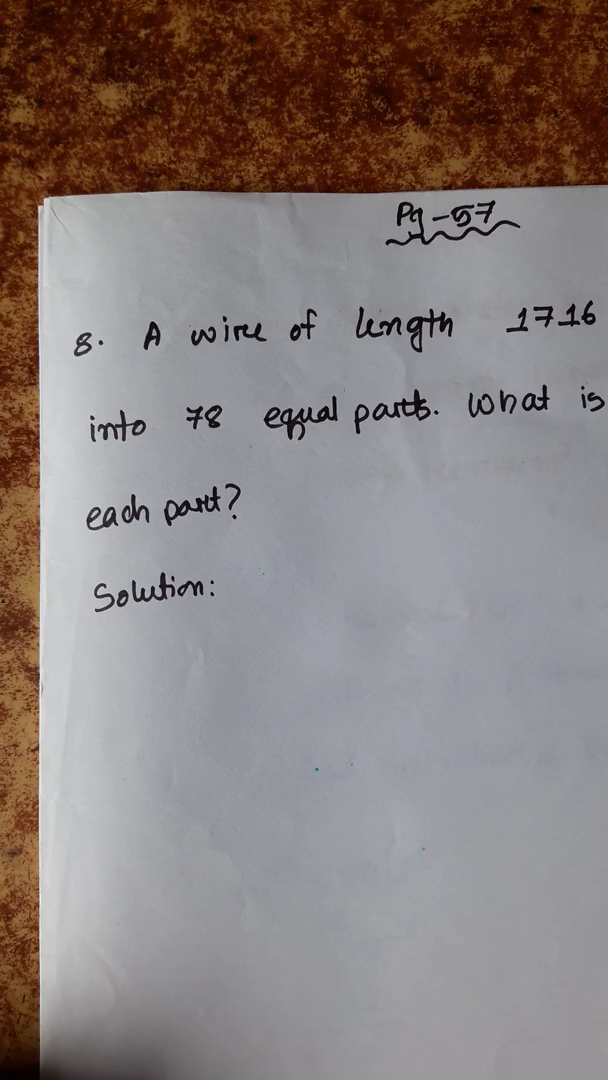 Pg-57
8. A wire of length 1716
into 78 equal parts. What is
each part?
Solution: